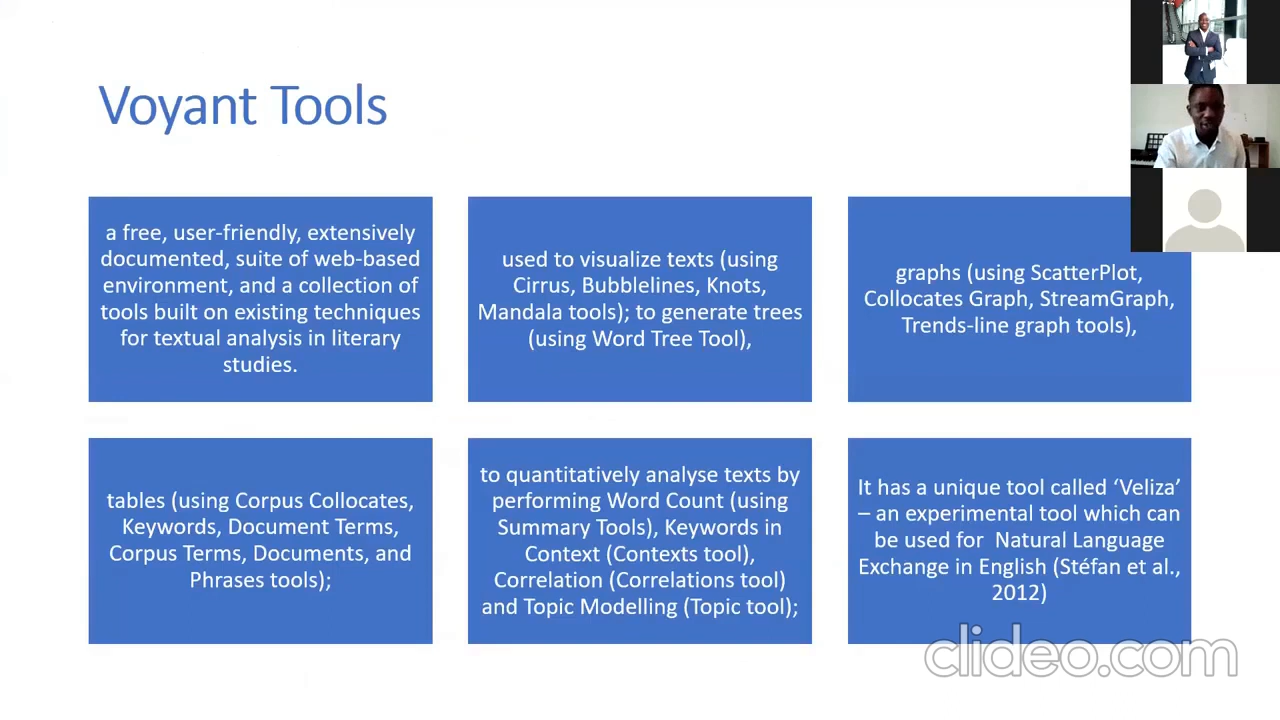 Voyant Tools
a free, user-friendly, extensively
documented, suite of web-based
environment, and a collection of
tools built on existing techniques
for textual analysis in literary
studies.
used to visualize texts (using
Cirrus, Bubblelines, Knots,
Mandala tools); to generate trees
(using Word Tree Tool),
graphs (using ScatterPlot,
Collocates Graph, StreamGraph,
Trends-line graph tools),
tables (using Corpus Collocates,
Keywords, Document Terms,
Corpus Terms, Documents, and
Phrases tools);
to quantitatively analyse texts by
performing Word Count (using
Summary Tools), Keywords in
Context (Contexts tool),
Correlation (Correlations tool)
and Topic Modelling (Topic tool);
It has a unique tool called ‘Veliza’
– an experimental tool which can
be used for  Natural Language
Exchange in English (Stéfan et al.,
2012)
clideo.com